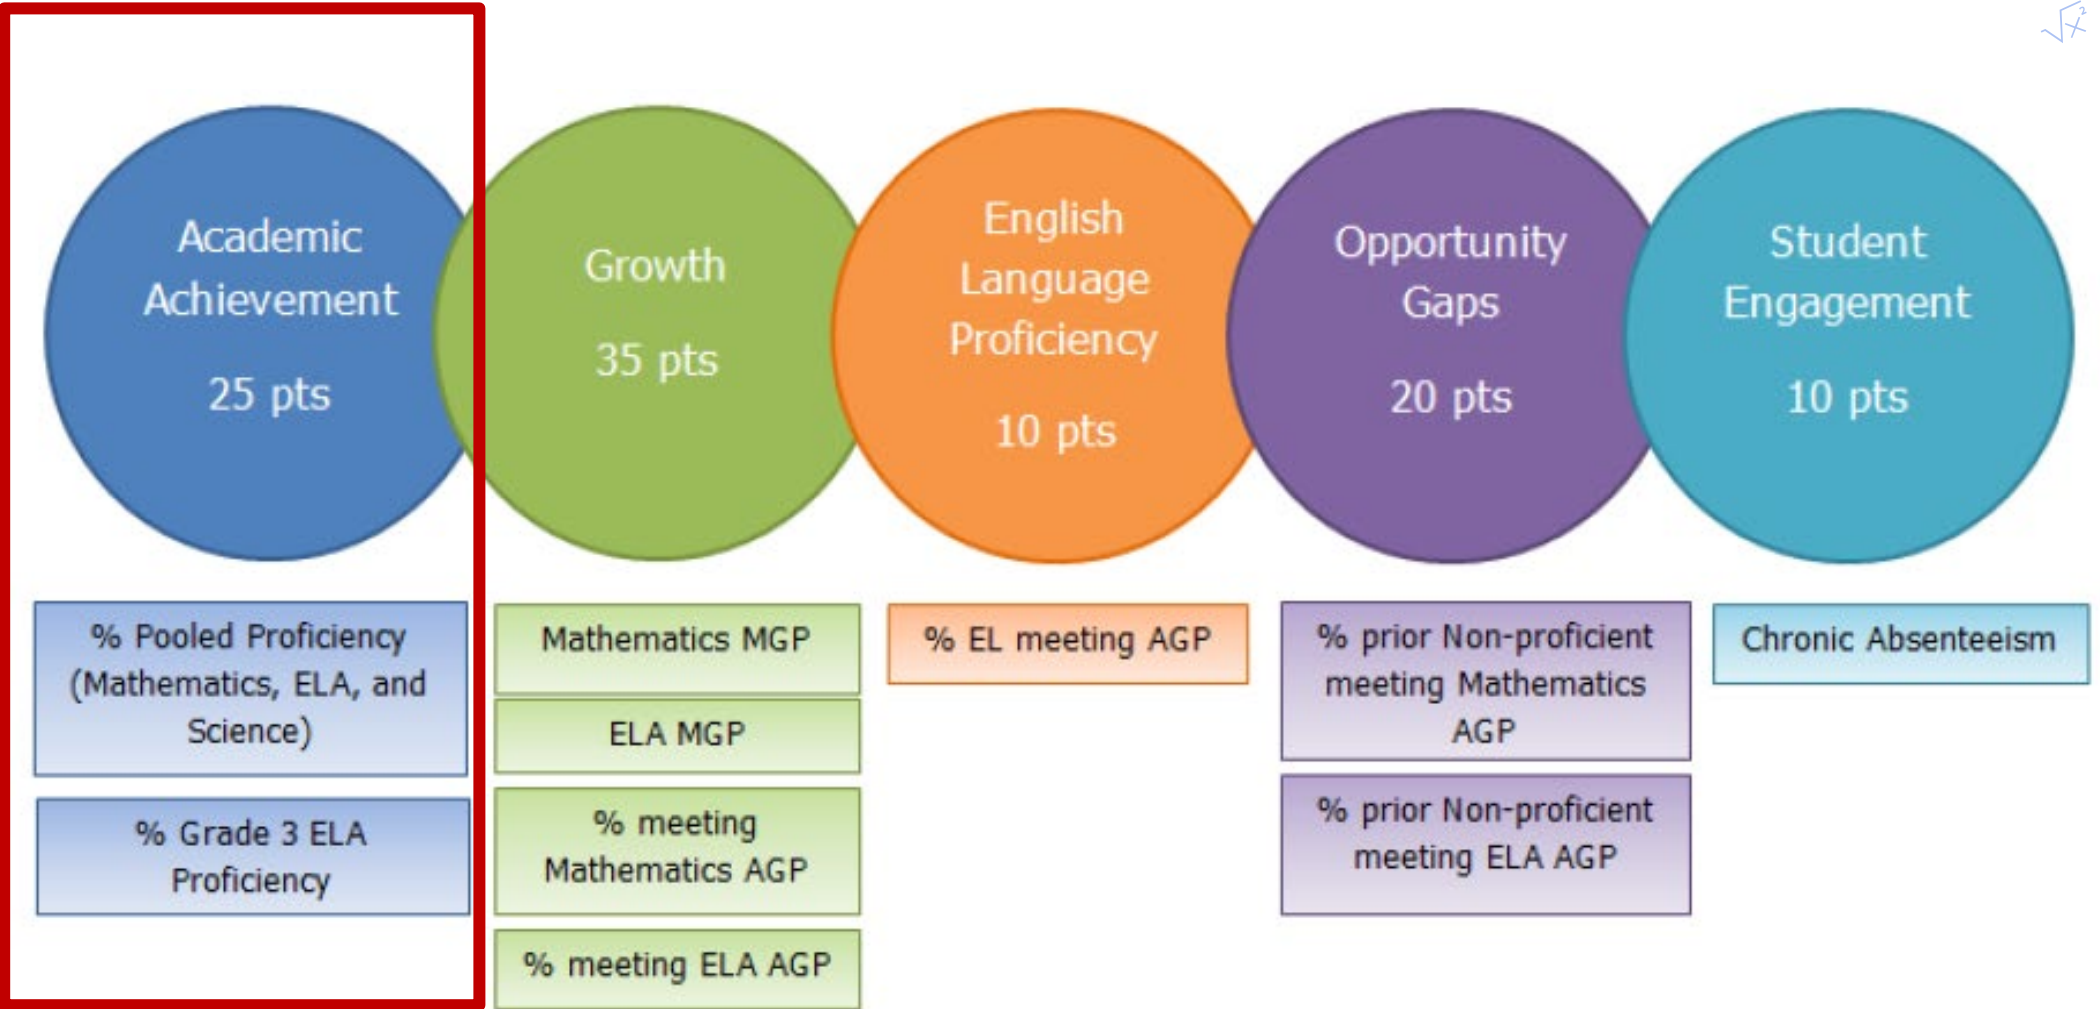 √x²
Academic
Achievement
25 pts
Growth
35 pts
English
Language
Proficiency
10 pts
Opportunity
Gaps
20 pts
Student
Engagement
10 pts
% Pooled Proficiency
(Mathematics, ELA, and
Science)
% Grade 3 ELA
Proficiency
Mathematics MGP
ELA MGP
% meeting
Mathematics AGP
% meeting ELA AGP
% EL meeting AGP
% prior Non-proficient
meeting Mathematics
AGP
% prior Non-proficient
meeting ELA AGP
Chronic Absenteeism